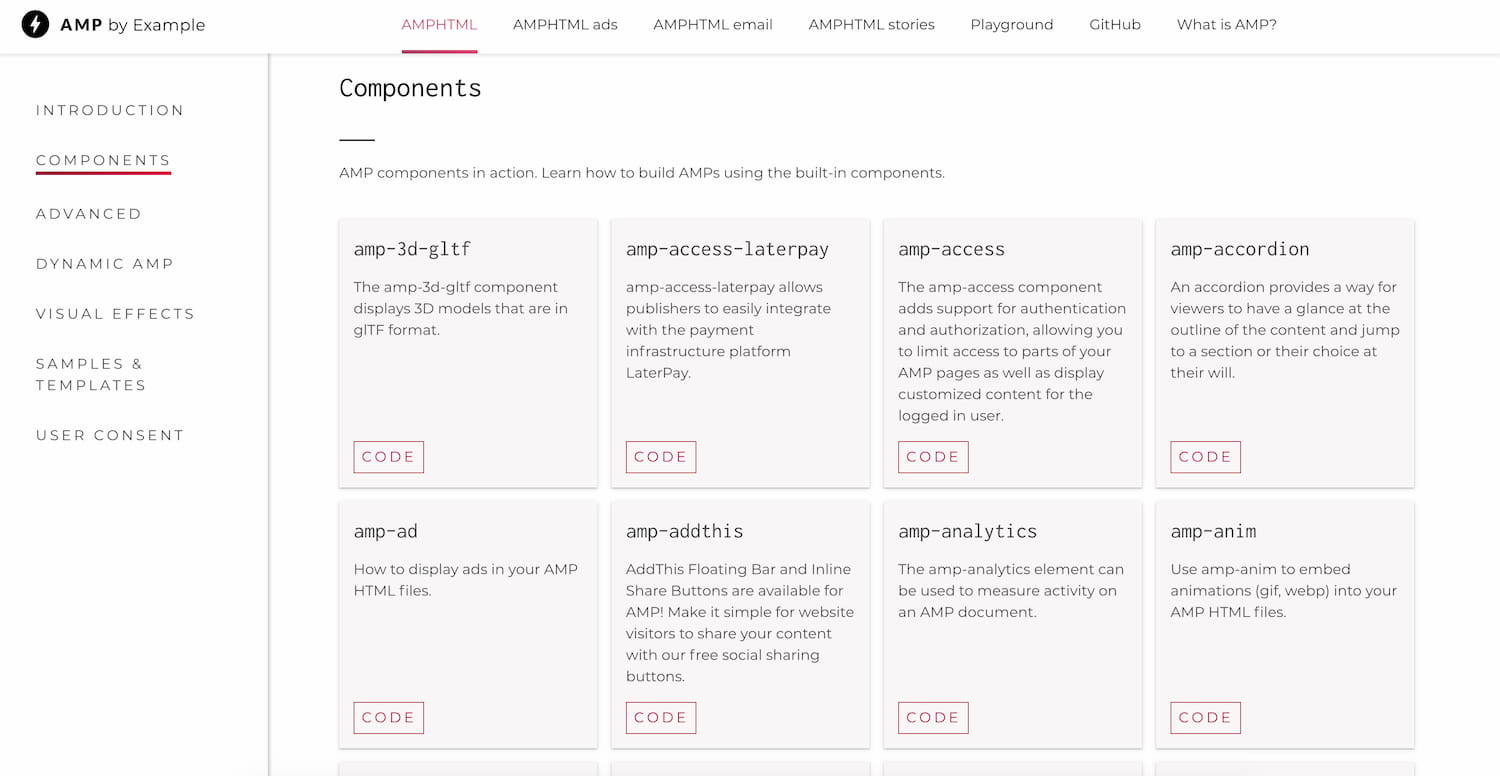 AMP by Example
AMPHTML
AMPHTML ads
AMPHTML email
AMPHTML stories
Playground
GitHub
What is AMP?
INTRODUCTION
COMPONENTS
ADVANCED
DYNAMIC AMP
VISUAL EFFECTS
SAMPLES &
TEMPLATES
USER CONSENT
Components
AMP components in action. Learn how to build AMPs using the built-in components.
amp-3d-gltf
The amp-3d-gltf component
displays 3D models that are in
glTF format.
CODE
amp-access-laterpay
amp-access-laterpay allows
publishers to easily integrate
with the payment
infrastructure platform
LaterPay.
CODE
amp-access
The amp-access component
adds support for authentication
and authorization, allowing you
to limit access to parts of your
AMP pages as well as display
customized content for the
logged in user.
CODE
amp-accordion
An accordion provides a way for
viewers to have a glance at the
outline of the content and jump
to a section or their choice at
their will.
CODE
amp-ad
How to display ads in your AMP
HTML files.
CODE
amp-addthis
AddThis Floating Bar and Inline
Share Buttons are available for
AMP! Make it simple for website
visitors to share your content
with our free social sharing
buttons.
CODE
amp-analytics
The amp-analytics element can
be used to measure activity on
an AMP document.
CODE
amp-anim
Use amp-anim to embed
animations (gif, webp) into your
AMP HTML files.
CODE